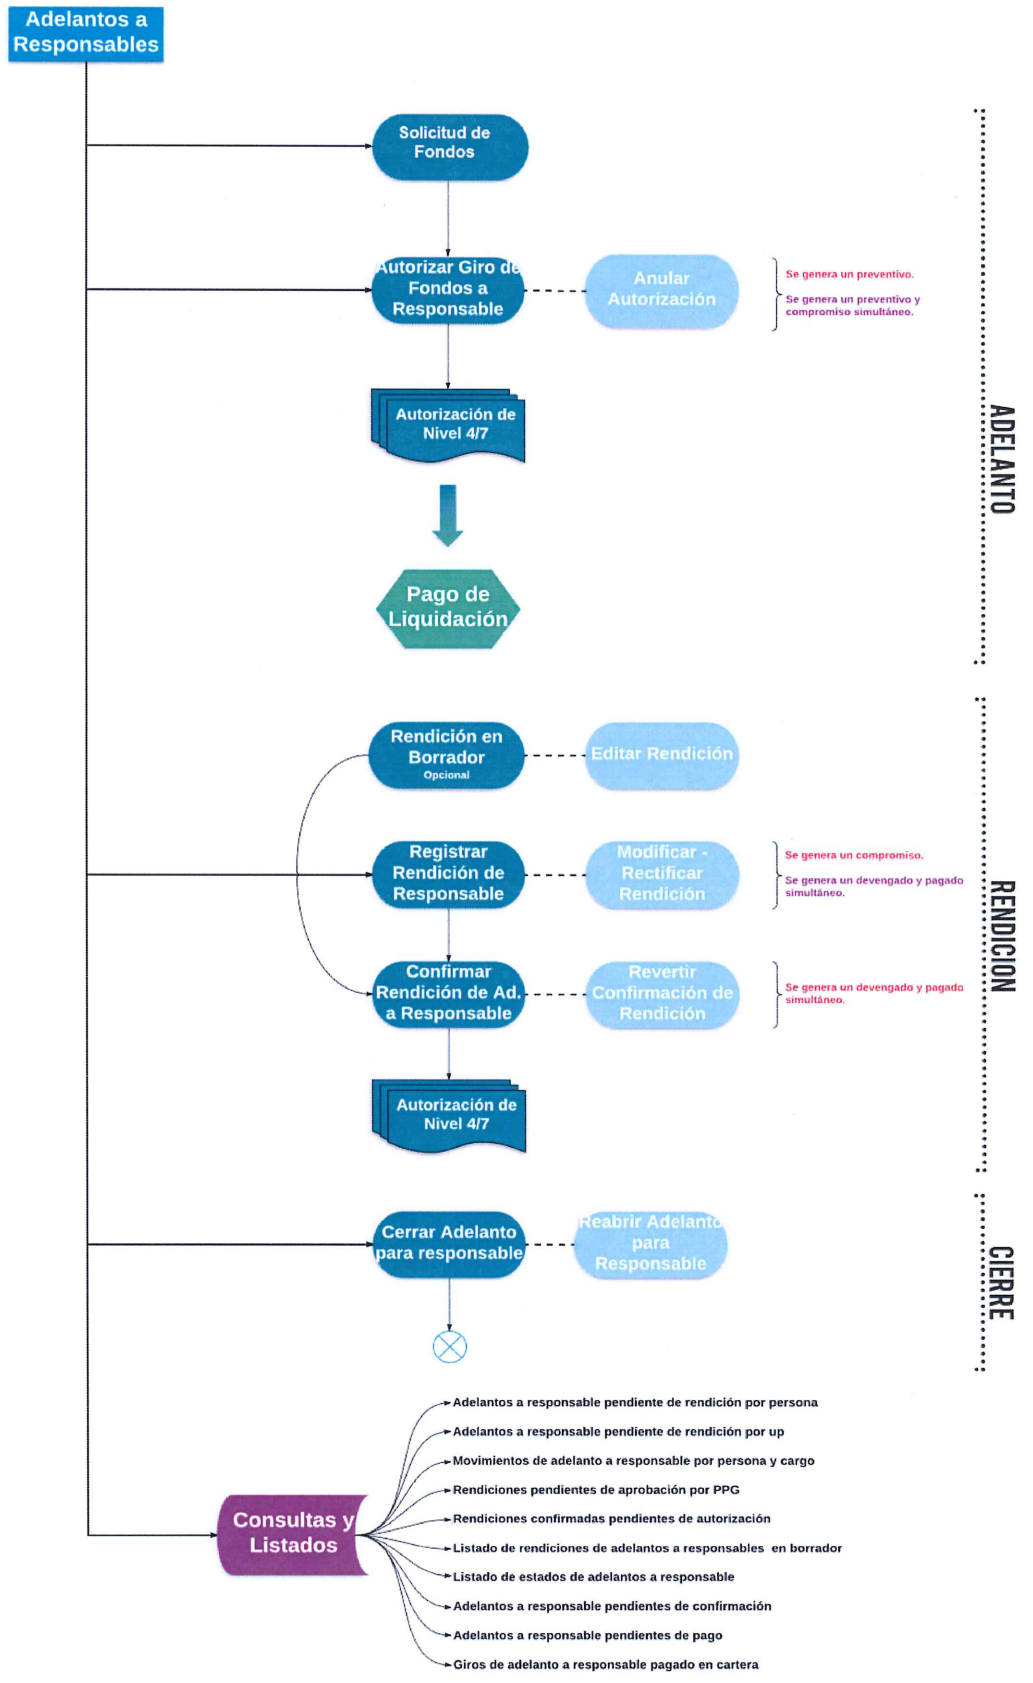 Adelantos a
Responsables
Solicitud de
Fondos
Autorizar Giro de
Fondos a
Responsable
Anular
Autorización
Se genera un preventivo.
Se genera un preventivo y
compromiso simultáneo.
Autorización de
Nivel 4/7
Pago de
Liquidación
ADELANTO
Rendición en
Borrador
Opcional
Editar Rendición
Registrar
Rendición de
Responsable
Modificar -
Rectificar
Rendición
Se genera un compromiso.
Se genera un devengado y pagado
simultáneo.
Confirmar
Rendición de Ad.
a Responsable
Revertir
Confirmación de
Rendición
Se genera un devengado y pagado
simultáneo.
Autorización de
Nivel 4/7
RENDICION
Cerrar Adelanto
para responsable
Reabrir Adelanto
para
Responsable
CIERRE
Consultas y
Listados
Adelantos a responsable pendiente de rendición por persona
Adelantos a responsable pendiente de rendición por up
Movimientos de adelanto a responsable por persona y cargo
Rendiciones pendientes de aprobación por PPG
Rendiciones confirmadas pendientes de autorización
Listado de rendiciones de adelantos a responsables en borrador
Listado de estados de adelantos a responsable
Adelantos a responsable pendientes de confirmación
Adelantos a responsable pendientes de pago
Giros de adelanto a responsable pagado en cartera